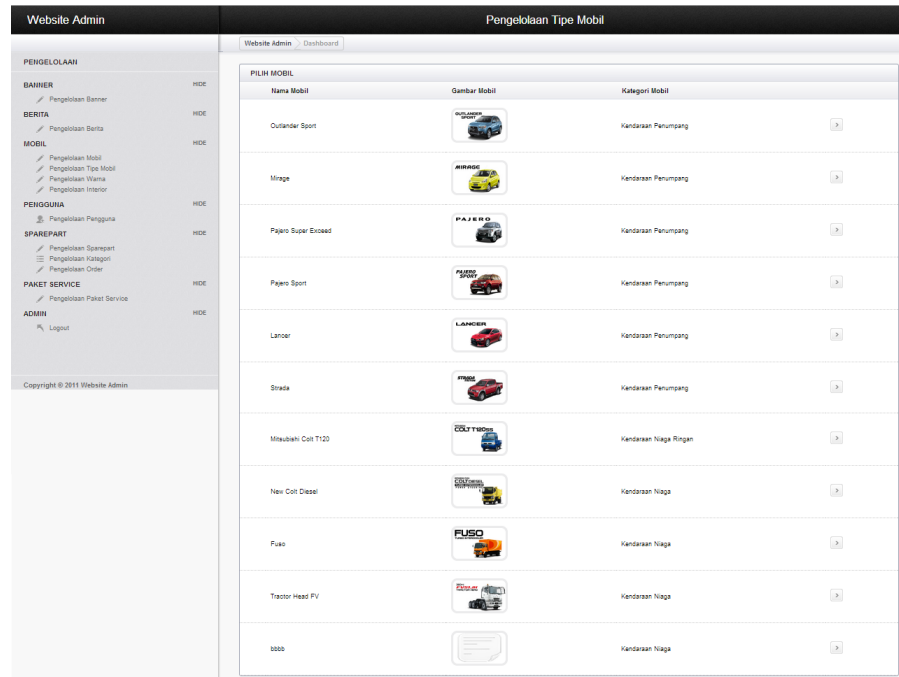 Website Admin
Pengelolaan Tipe Mobil
Website Admin
Dashboard
PENGELOLAAN
BANNER HIDE
Pengelolaan Banner
BERITA HIDE
Pengelolaan Berita
MOBIL HIDE
Pengelolaan Mobil
Pengelolaan Tipe Mobil
Pengelolaan Warna
Pengelolaan Interior
PENGGUNA HIDE
Pengelolaan Pengguna
SPAREPART HIDE
Pengelolaan Sparepart
Pengelolaan Kategori
Pengelolaan Order
PAKET SERVICE HIDE
Pengelolaan Paket Service
ADMIN HIDE
Logout
Copyright © 2011 Website Admin
PILIH MOBIL
Nama Mobil Gambar Mobil Kategori Mobil
Outlander Sport OUTLANDER SPORT Kendaraan Penumpang
Mirage MIRAGE Kendaraan Penumpang
Pajero Super Exceed PAJERO Kendaraan Penumpang
Pajero Sport PAJERO SPORT Kendaraan Penumpang
Lancer LANCER Kendaraan Penumpang
Strada STRADA Kendaraan Penumpang
Mitsubishi Colt T120 COLT T120SS Kendaraan Niaga Ringan
New Colt Diesel COLT DIESEL Kendaraan Niaga
Fuso FUSO Kendaraan Niaga
Tractor Head FV Kendaraan Niaga
bbbb Kendaraan Niaga